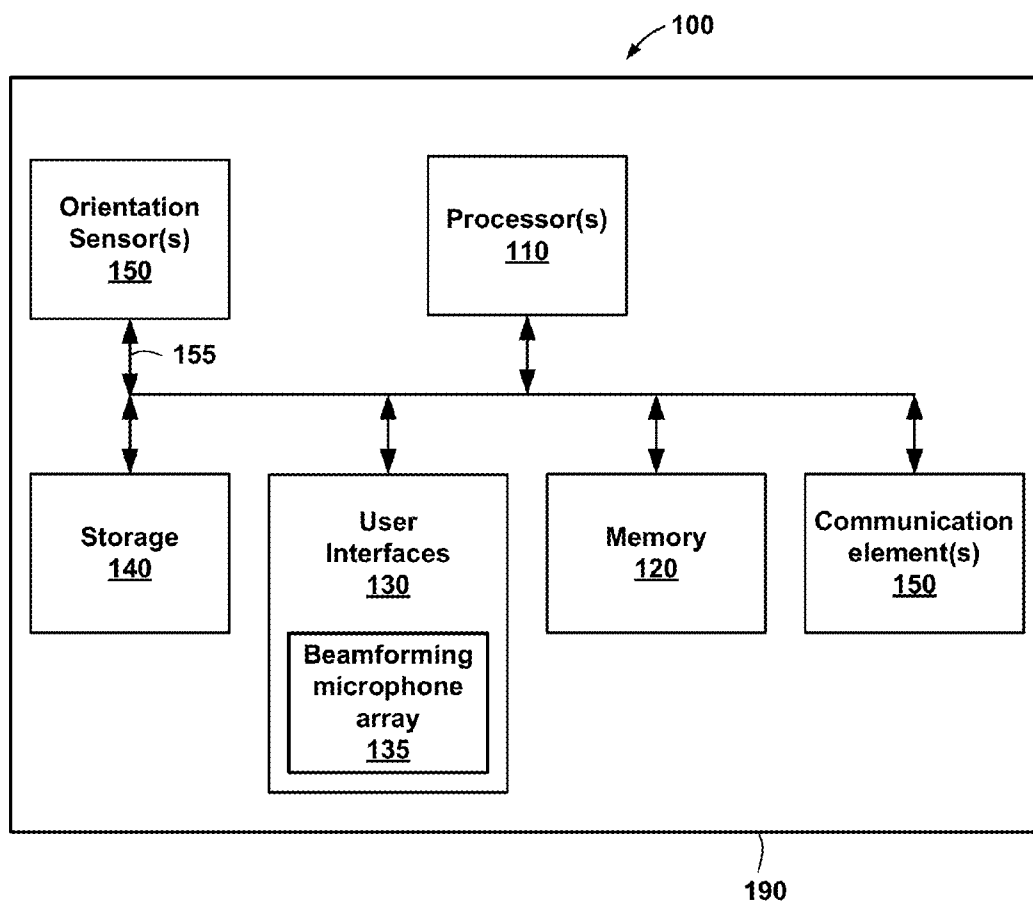 100
Orientation
Sensor(s)
150
Processor(s)
110
155
Storage
140
User
Interfaces
130
Beamforming
microphone
array
135
Memory
120
Communication
element(s)
150
190